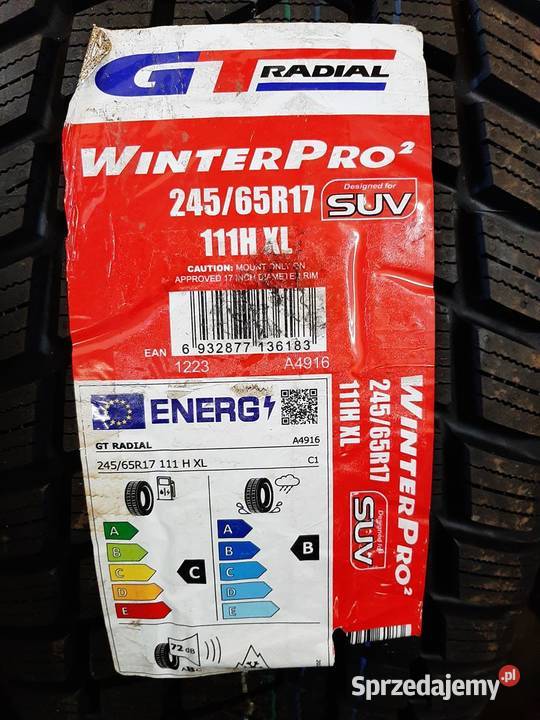 GT RADIAL
WINTERPRO²
245/65R17
Designed for
SUV
111H XL
CAUTION: MOUNT ONLY ON
APPROVED 17 INCH DIAMETER RIM
EAN
6 932877 136183
1223 A4916
ENERG
GT RADIAL A4916
245/65R17 111 H XL C1
A
B
C
D
E
C
A
B
C
D
E
B
72 dB
WINTERPRO²
245/65R17
111H XL
Designed for
SUV
Sprzedajemy.pl